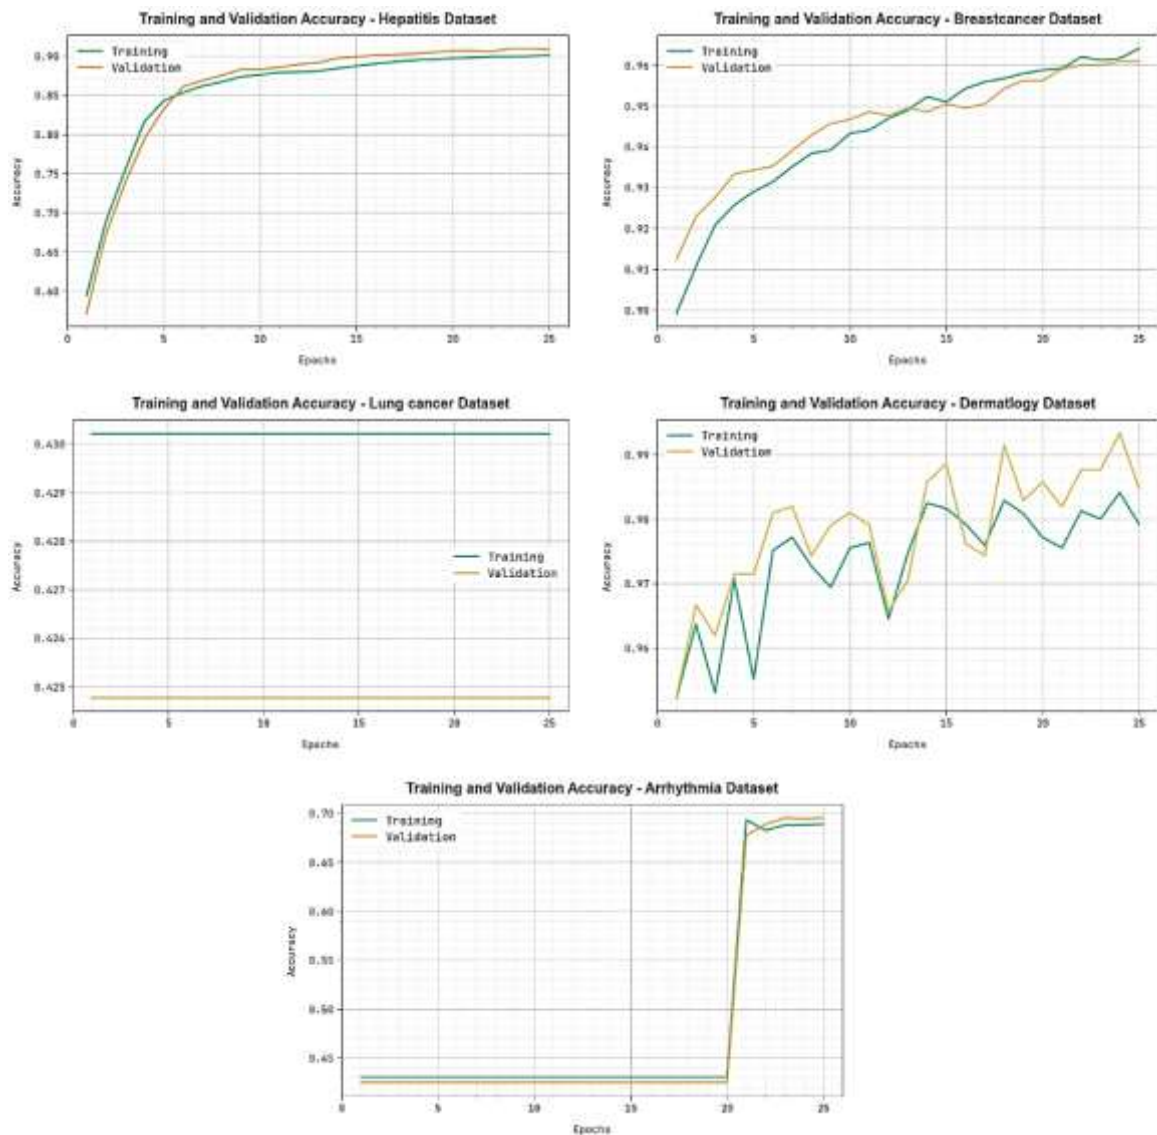 Training and Validation Accuracy - Hepatitis Dataset
Training
Validation
0.90
0.85
0.80
0.75
0.70
0.65
0.60
Accuracy
0 5 10 15 20 25
Epochs
Training and Validation Accuracy - Breastcancer Dataset
Training
Validation
0.96
0.95
0.94
0.93
0.92
0.91
0.90
Accuracy
0 5 10 15 20 25
Epochs
Training and Validation Accuracy - Lung cancer Dataset
0.430
0.429
0.428
0.427
0.426
0.425
Accuracy
Training
Validation
0 5 10 15 20 25
Epochs
Training and Validation Accuracy - Dermatlogy Dataset
Training
Validation
0.99
0.98
0.97
0.96
Accuracy
0 5 10 15 20 25
Epochs
Training and Validation Accuracy - Arrhythmia Dataset
Training
Validation
0.70
0.65
0.60
0.55
0.50
0.45
Accuracy
0 5 10 15 20 25
Epochs